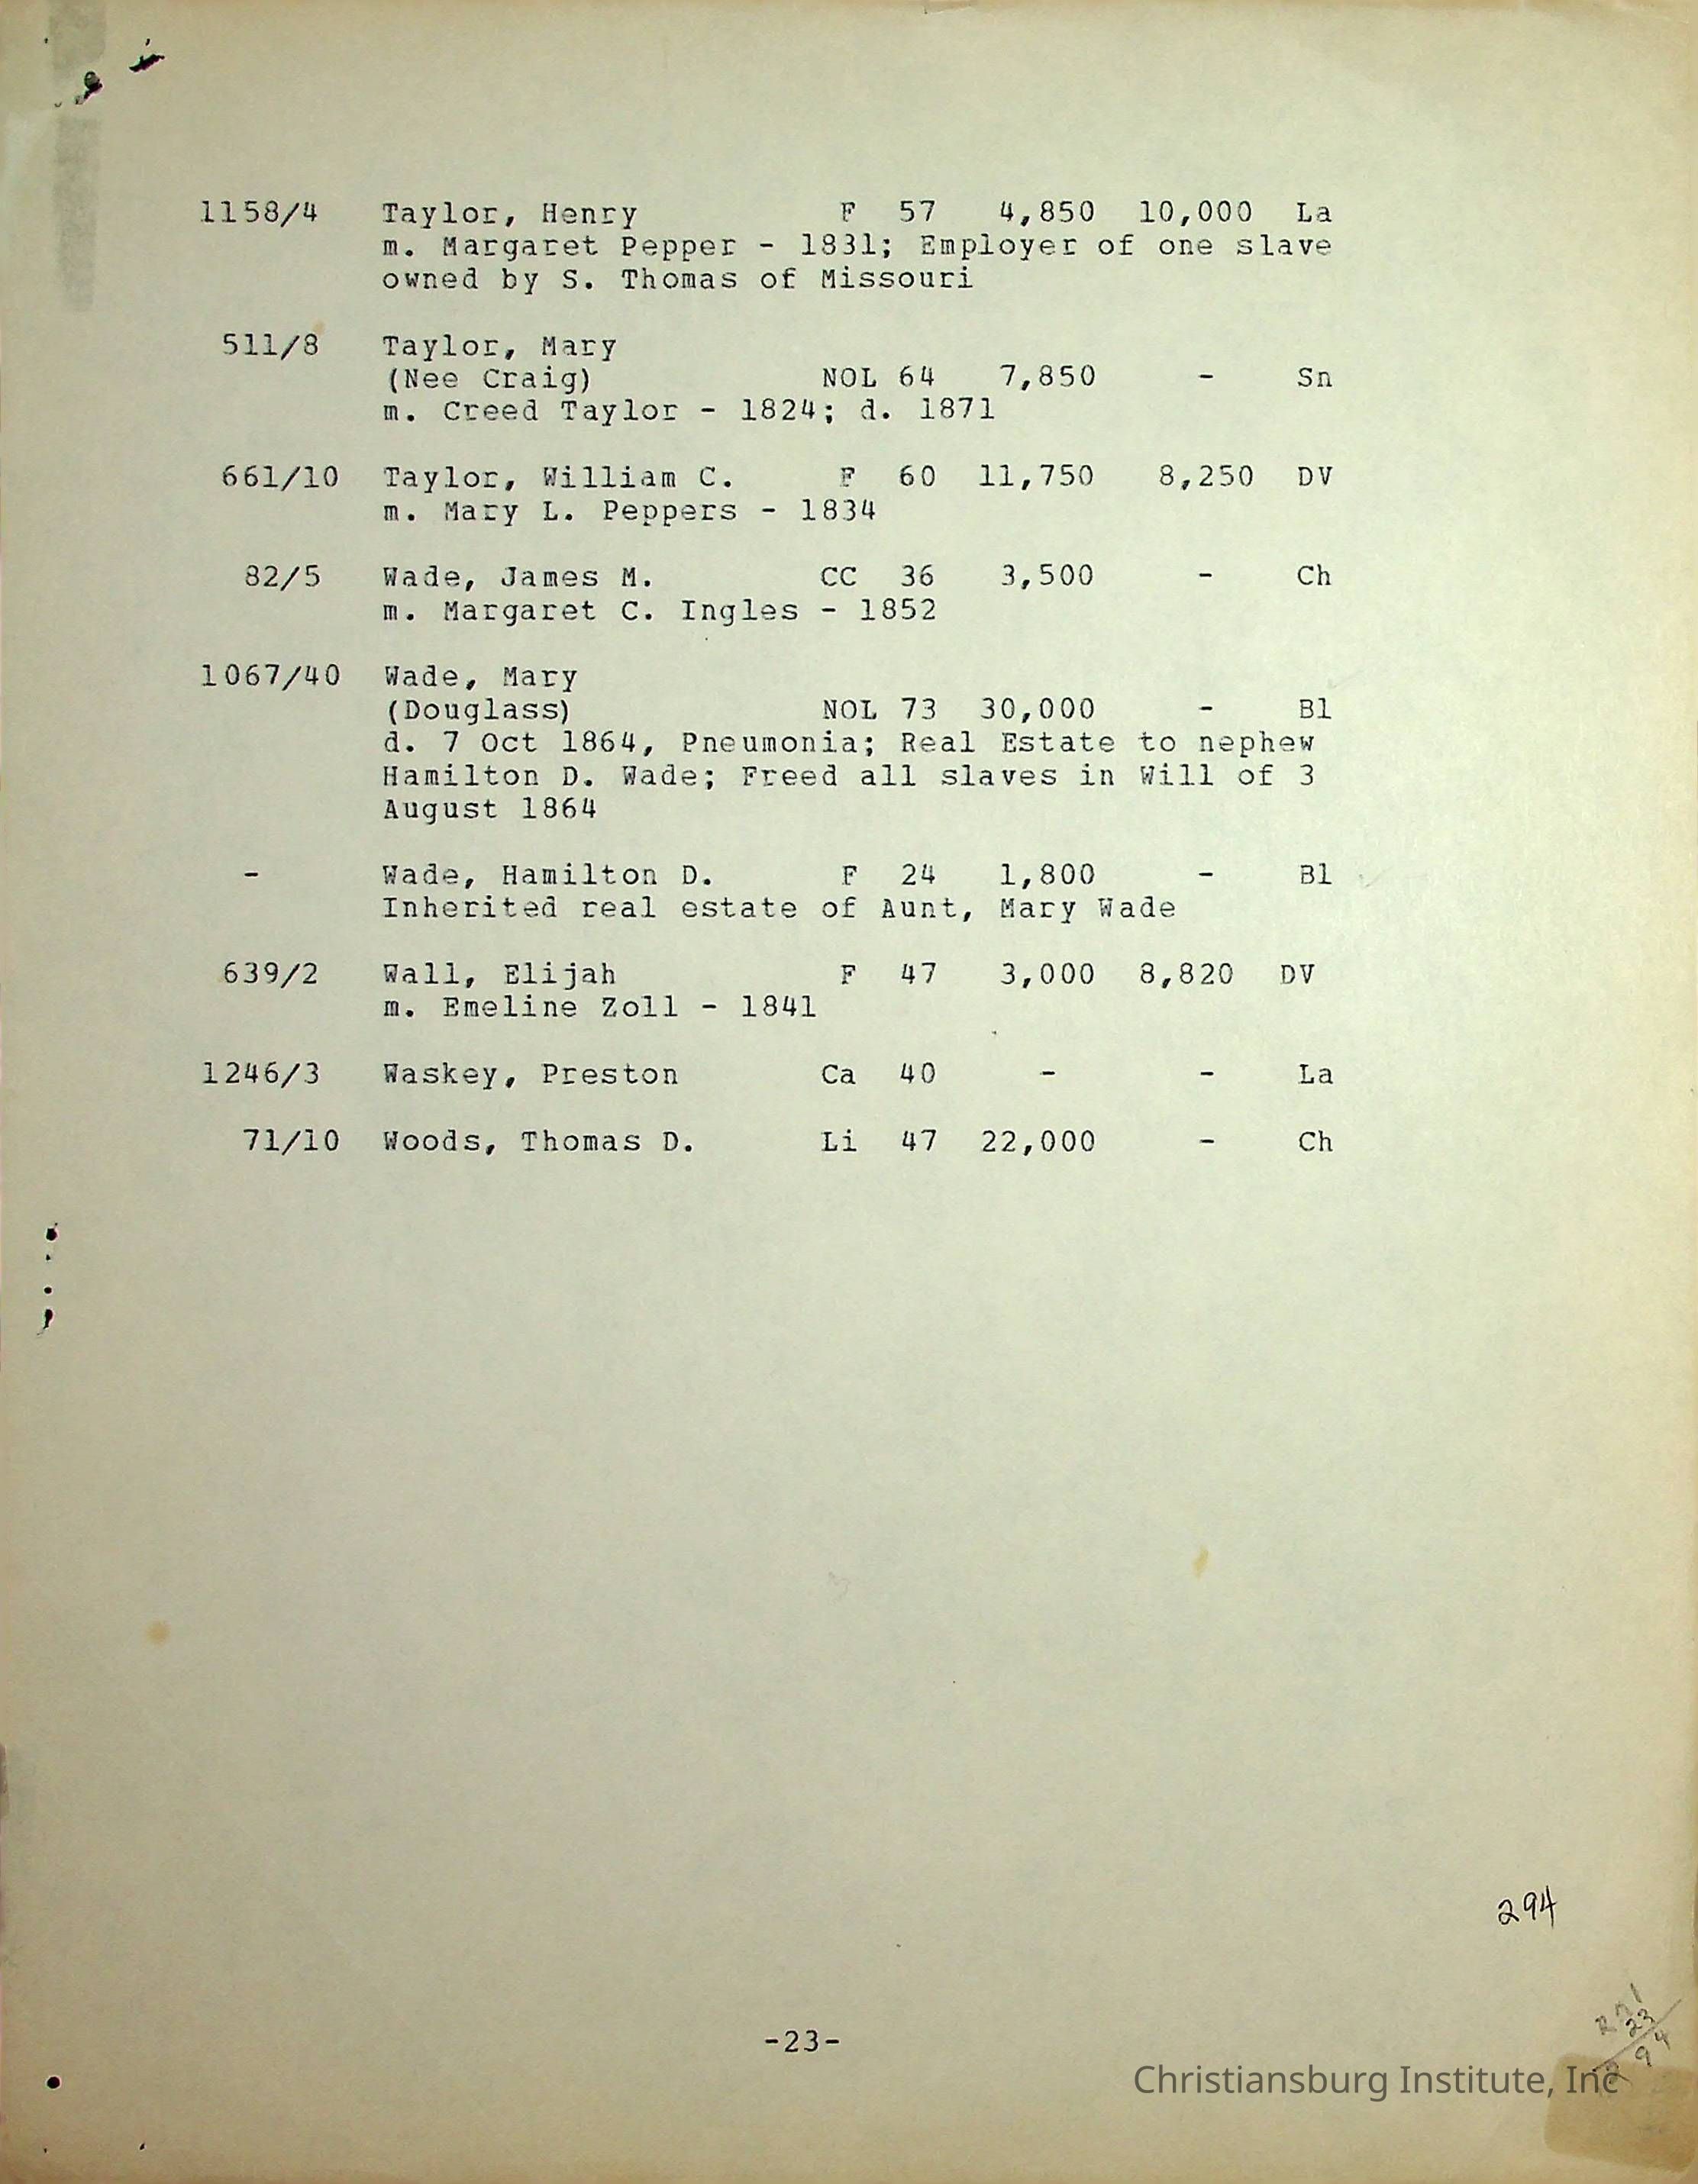 1158/4 Taylor, Henry F 57 4,850 10,000 La
m. Margaret Pepper - 1831; Employer of one slave
owned by S. Thomas of Missouri
511/8 Taylor, Mary
(Nee Craig) NOL 64 7,850 - Sn
m. Creed Taylor - 1824; d. 1871
661/10 Taylor, William C. F 60 11,750 8,250 DV
m. Mary L. Peppers - 1834
82/5 Wade, James M. CC 36 3,500 - Ch
m. Margaret C. Ingles - 1852
1067/40 Wade, Mary
(Douglass) NOL 73 30,000 - Bl
d. 7 Oct 1864, Pneumonia; Real Estate to nephew
Hamilton D. Wade; Freed all slaves in Will of 3
August 1864
- Wade, Hamilton D. F 24 1,800 - Bl
Inherited real estate of Aunt, Mary Wade
639/2 Wall, Elijah F 47 3,000 8,820 DV
m. Emeline Zoll - 1841
1246/3 Waskey, Preston Ca 40 - - La
71/10 Woods, Thomas D. Li 47 22,000 - Ch
294
23
-23-
Christiansburg Institute, Inc